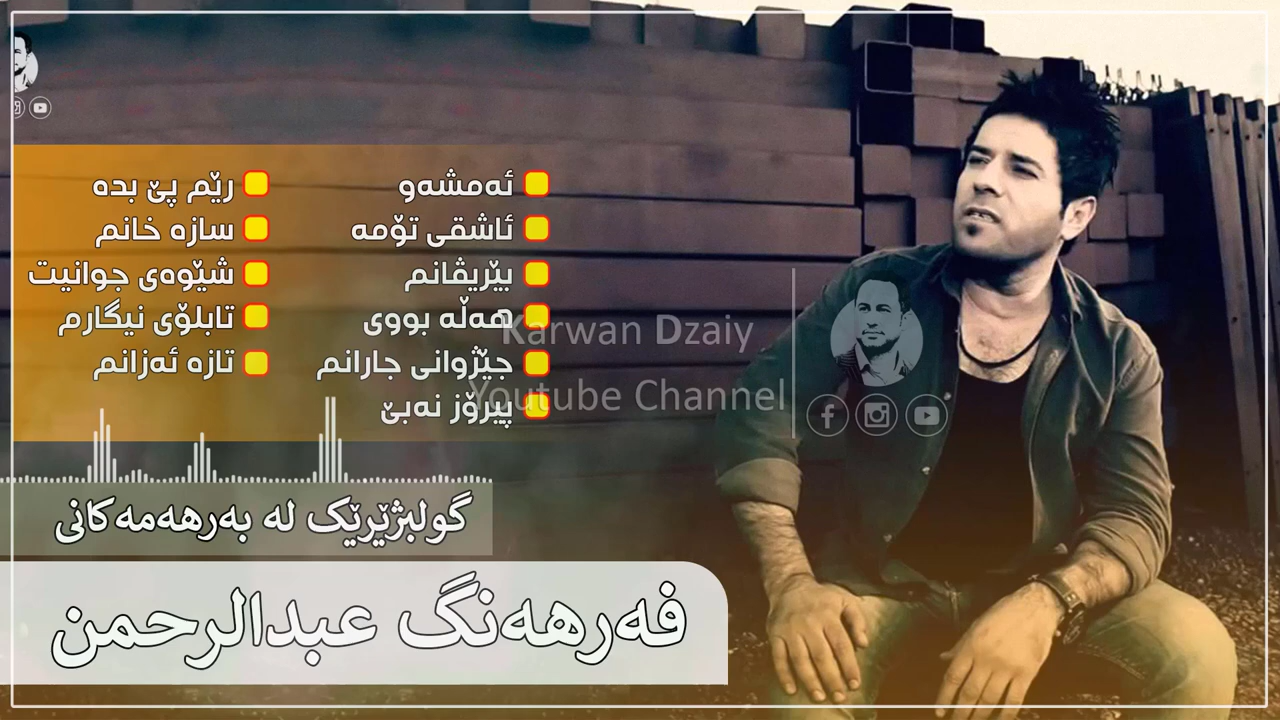 ئەمشەو
ئاشقی تۆمە
بێریڤانم
هەڵە بووی
جێژوانی جارانم
پیرۆز نەبێ
رێم پێ بدە
سازە خانم
شێوەی جوانیت
تابلۆی نیگارم
تازە ئەزانم
Karwan Dzaiy
Youtube Channel
گولبژێرێک لە بەرهەمەکانی
فەرهەنگ عبدالرحمن